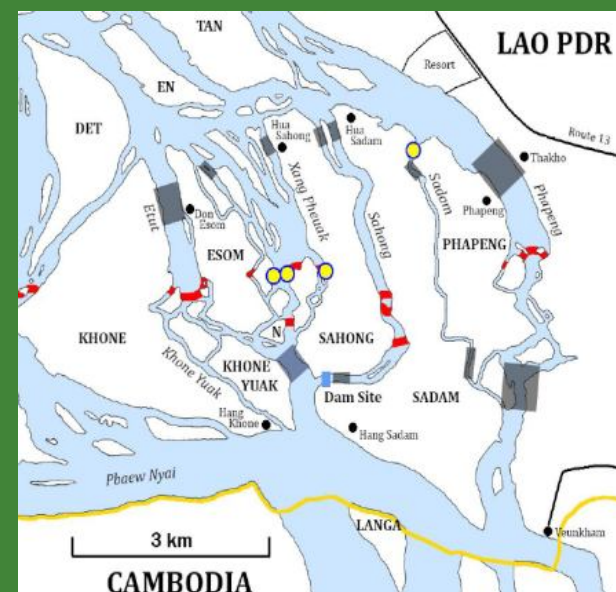 TAN
LAO PDR
Resort
EN
DET
Route 13
Hua
Sahong
Hua
Sadam
Thakho
Xang Pheuak
Sadam
Phapeng
Phapeng
Don
Esom
Etut
Sahong
PHAPENG
ESOM
KHONE
N
SAHONG
KHONE
YUAK
Khone Yuak
Dam Site
SADAM
Hang
Khone
Hang Sadam
Phaew Nyai
LANGA
Veunkham
3 km
CAMBODIA